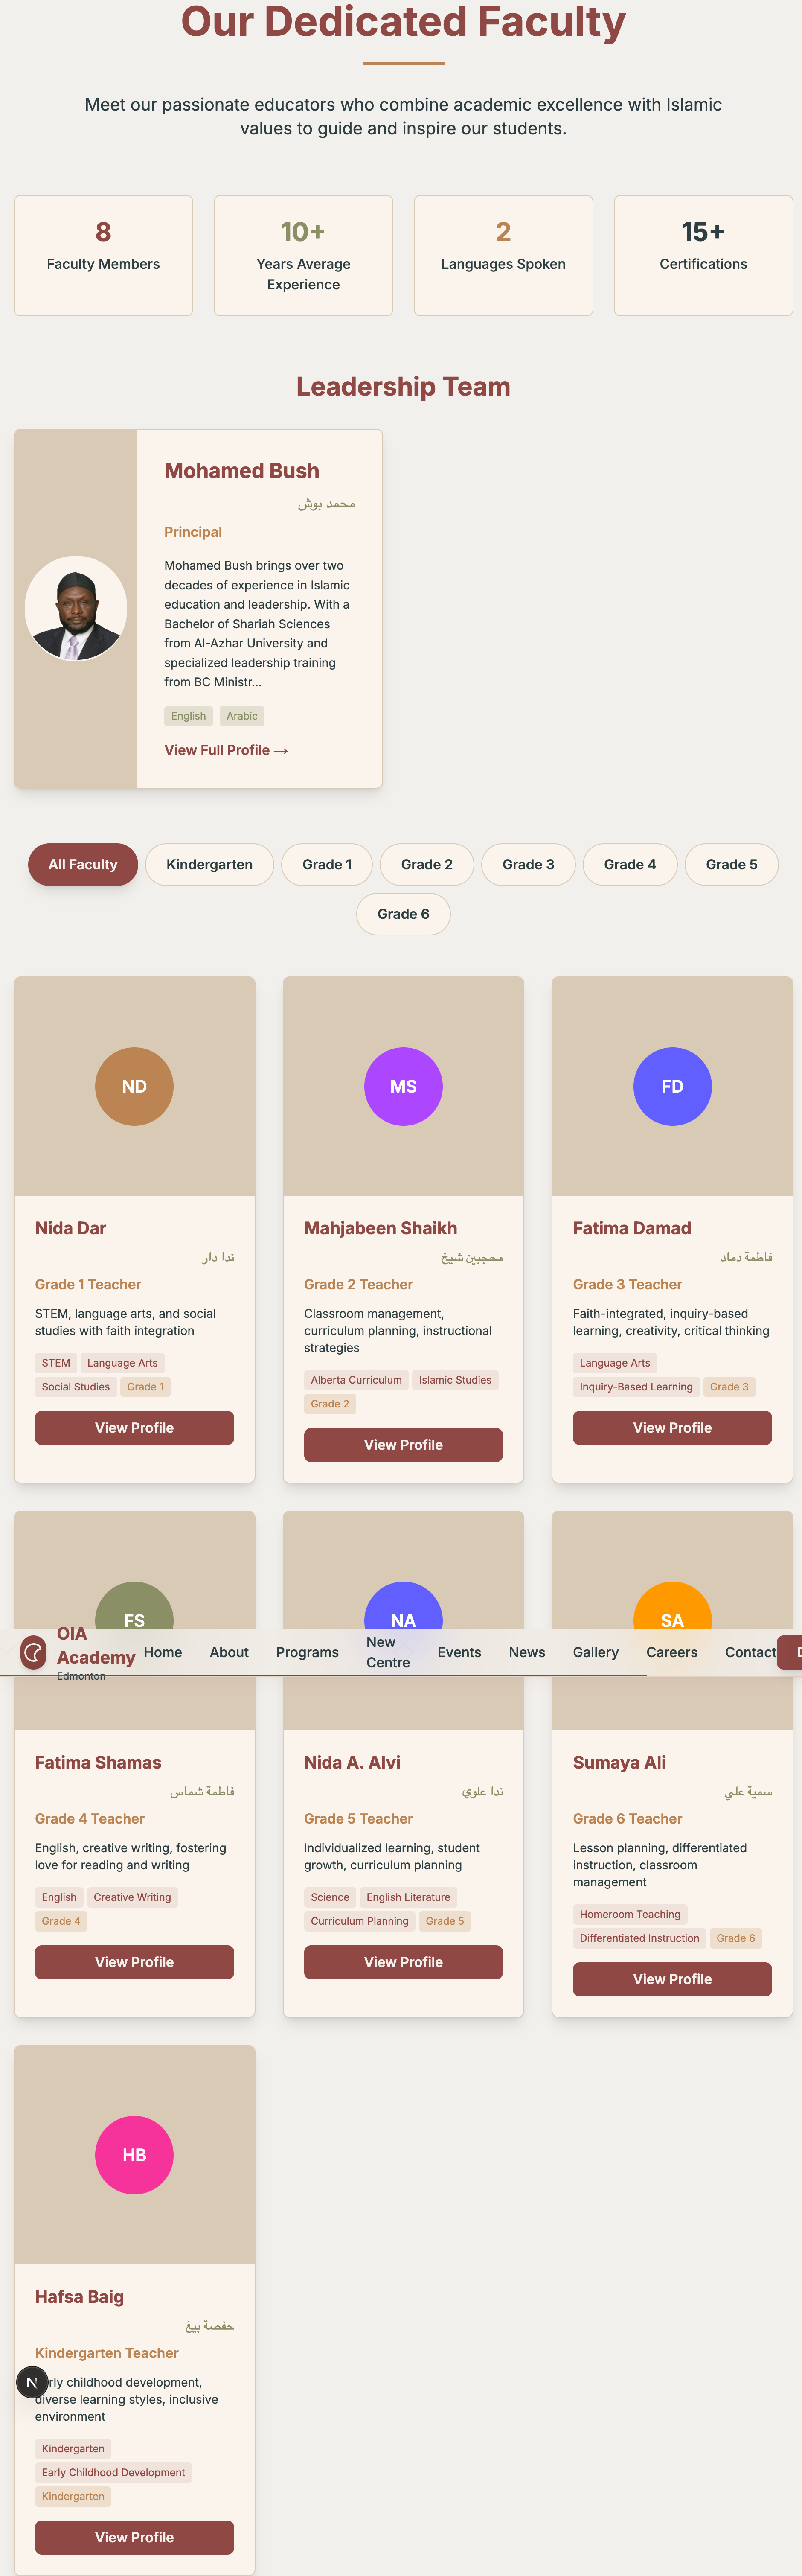 Our Dedicated Faculty
Meet our passionate educators who combine academic excellence with Islamic
values to guide and inspire our students.
8
Faculty Members
10+
Years Average
Experience
2
Languages Spoken
15+
Certifications
Leadership Team
Mohamed Bush
محمد بوش
Principal
Mohamed Bush brings over two
decades of experience in Islamic
education and leadership. With a
Bachelor of Shariah Sciences
from Al-Azhar University and
specialized leadership training
from BC Ministr...
English
Arabic
View Full Profile →
All Faculty
Kindergarten
Grade 1
Grade 2
Grade 3
Grade 4
Grade 5
Grade 6
ND
Nida Dar
ندا دار
Grade 1 Teacher
STEM, language arts, and social
studies with faith integration
STEM
Language Arts
Social Studies
Grade 1
View Profile
MS
Mahjabeen Shaikh
محجبين شيخ
Grade 2 Teacher
Classroom management,
curriculum planning, instructional
strategies
Alberta Curriculum
Islamic Studies
Grade 2
View Profile
FD
Fatima Damad
فاطمة دماد
Grade 3 Teacher
Faith-integrated, inquiry-based
learning, creativity, critical thinking
Language Arts
Inquiry-Based Learning
Grade 3
View Profile
FS
NA
SA
OIA
Academy
Edmonton
Home
About
Programs
New
Centre
Events
News
Gallery
Careers
Contact
Fatima Shamas
فاطمة شماس
Grade 4 Teacher
English, creative writing, fostering
love for reading and writing
English
Creative Writing
Grade 4
View Profile
Nida A. Alvi
ندا علوي
Grade 5 Teacher
Individualized learning, student
growth, curriculum planning
Science
English Literature
Curriculum Planning
Grade 5
View Profile
Sumaya Ali
سمية علي
Grade 6 Teacher
Lesson planning, differentiated
instruction, classroom
management
Homeroom Teaching
Differentiated Instruction
Grade 6
View Profile
HB
Hafsa Baig
حفصة بيغ
Kindergarten Teacher
N
childhood development,
diverse learning styles, inclusive
environment
Kindergarten
Early Childhood Development
Kindergarten
View Profile